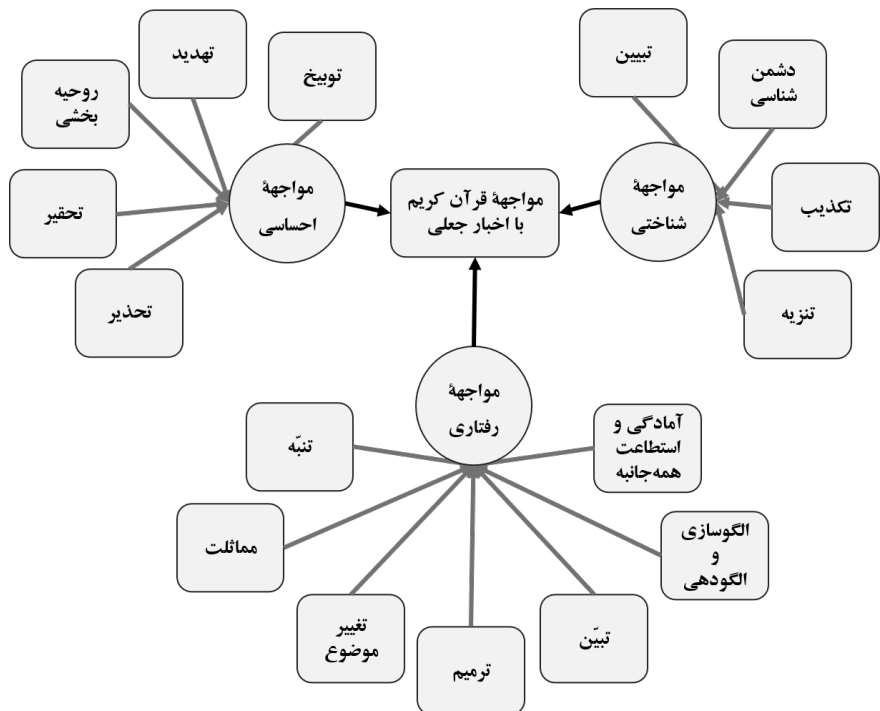 تبیین
دشمن
شناسی
تکذیب
تنزیه
مواجههٔ
شناختی
توبیخ
تهدید
روحیه
بخشی
تحقیر
تحذیر
مواجههٔ
احساسی
مواجههٔ قرآن کریم
با اخبار جعلی
مواجههٔ
رفتاری
آمادگی و
استطاعت
همه‌جانبه
الگوسازی
و
الگودهی
تبیّن
ترمیم
تغییر
موضوع
مماثلت
تنبّه